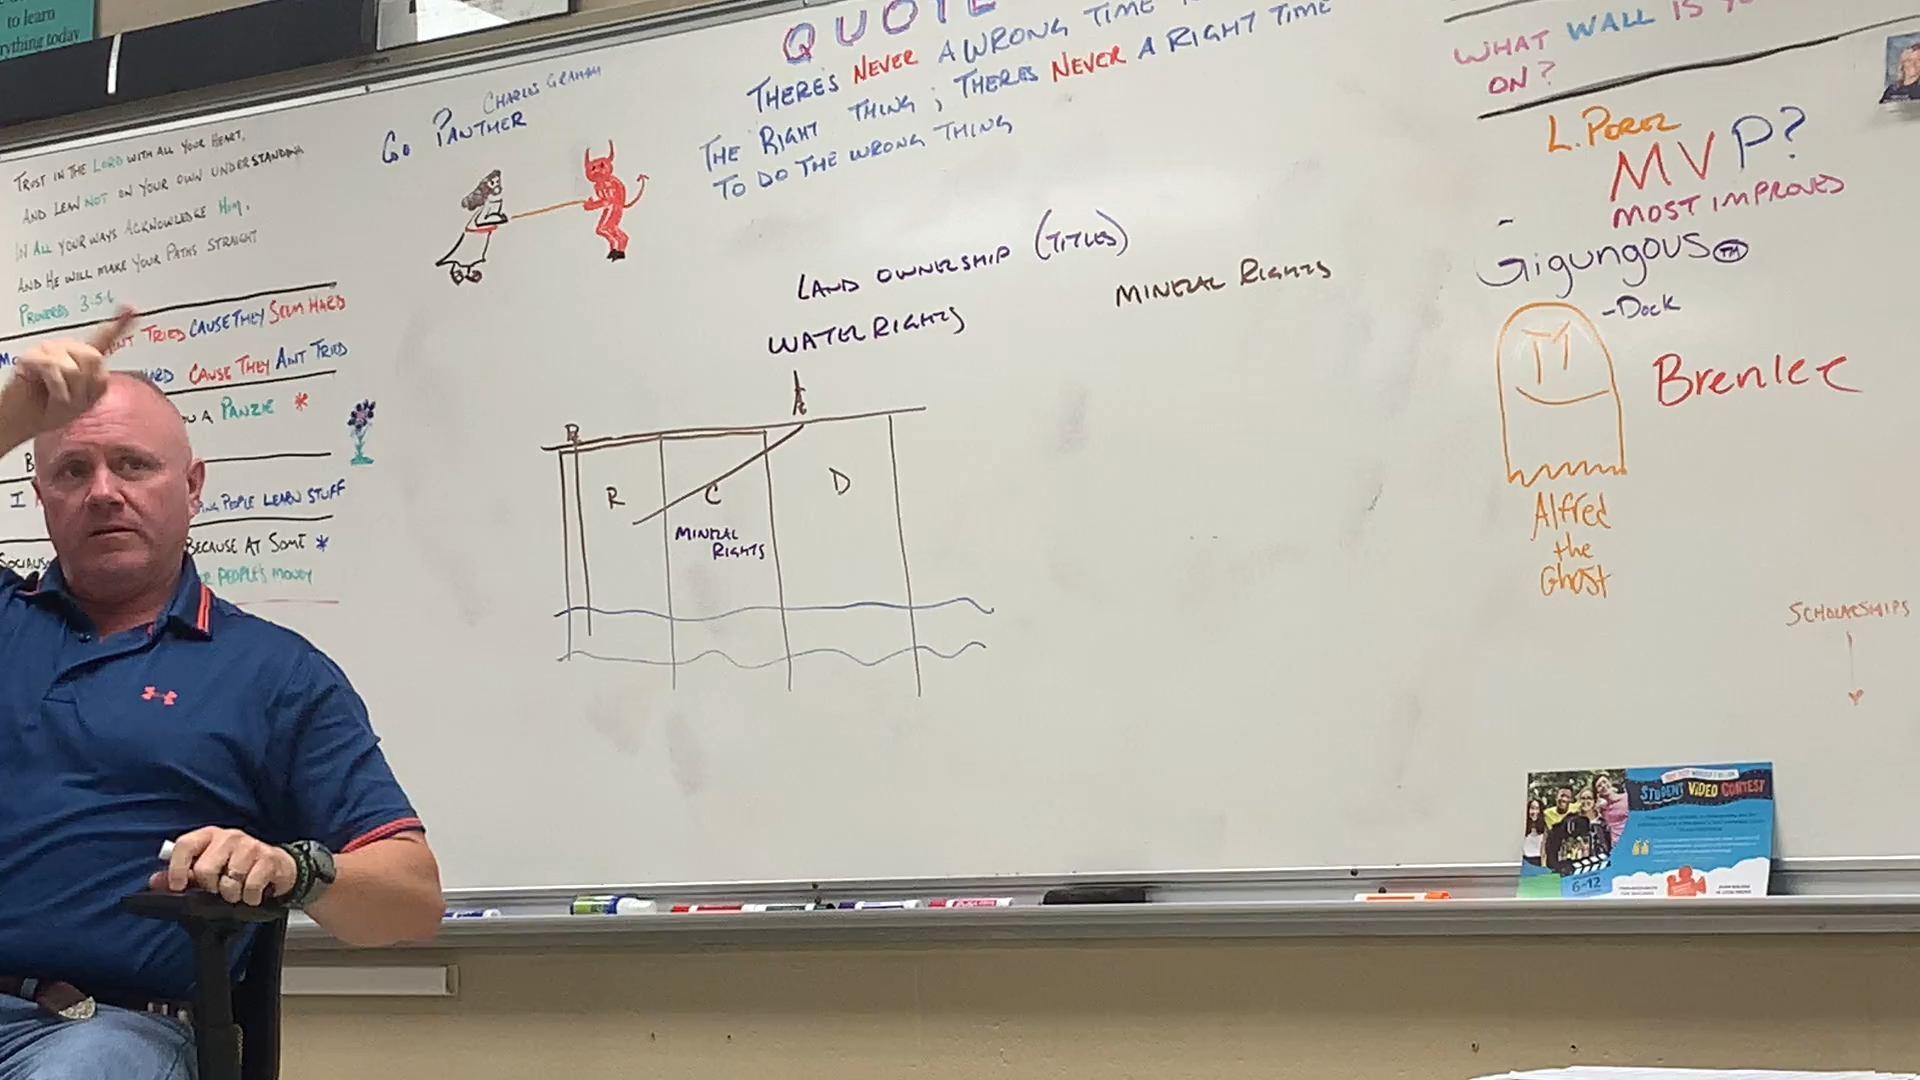 to learn
rything today
TRUST IN THE LORD WITH ALL YOUR HEART,
AND LEAN NOT ON YOUR OWN UNDERSTANDING
IN ALL YOUR WAYS ACKNOWLEDGE HIM,
AND HE WILL MAKE YOUR PATHS STRAIGHT
PROVERBS 3:5-6
TRIED CAUSE THEY SEEM HARD
CAUSE THEY AINT TRIED
A PANZIE *
I
PEOPLE LEARN STUFF
BECAUSE AT SOME *
PEOPLE'S MONEY
CHARLES GRAHAM
GO PANTHER
QUOTE
THERE'S NEVER A WRONG TIME
THE RIGHT THING; THERES NEVER A RIGHT TIME
TO DO THE WRONG THING
LAND OWNERSHIP (TITLES)
WATER RIGHTS
MINERAL RIGHTS
R
C
D
MINERAL
RIGHTS
WHAT WALL IS
ON?
L. PEREZ
MVP?
MOST IMPROVED
Gigungous TM
-Dock
Brenlee
Alfred
the
Ghost
SCHOLARSHIPS
STUDENT VIDEO CONTEST
6-12